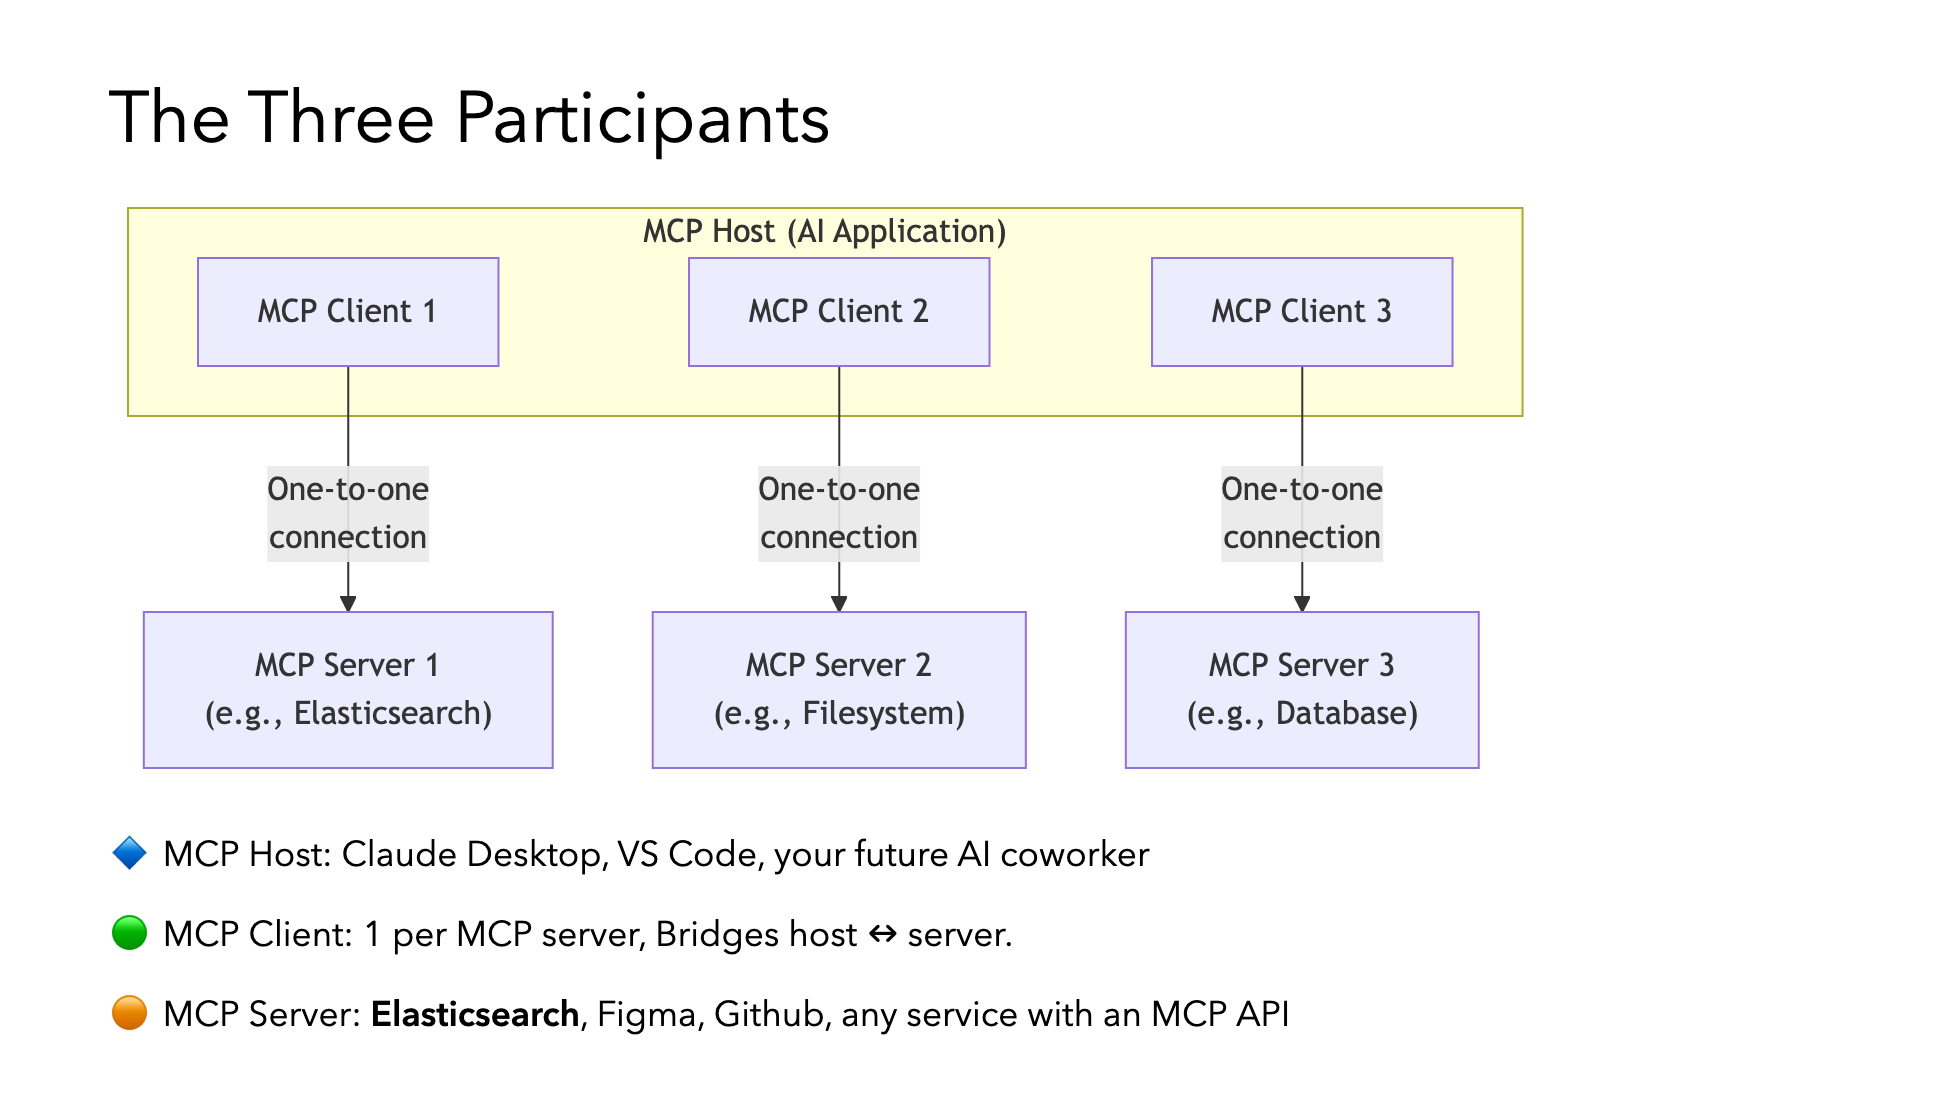 The Three Participants
MCP Host (AI Application)
MCP Client 1
MCP Client 2
MCP Client 3
One-to-one
connection
One-to-one
connection
One-to-one
connection
MCP Server 1
(e.g., Elasticsearch)
MCP Server 2
(e.g., Filesystem)
MCP Server 3
(e.g., Database)
MCP Host: Claude Desktop, VS Code, your future AI coworker
MCP Client: 1 per MCP server, Bridges host ↔ server.
MCP Server: Elasticsearch, Figma, Github, any service with an MCP API